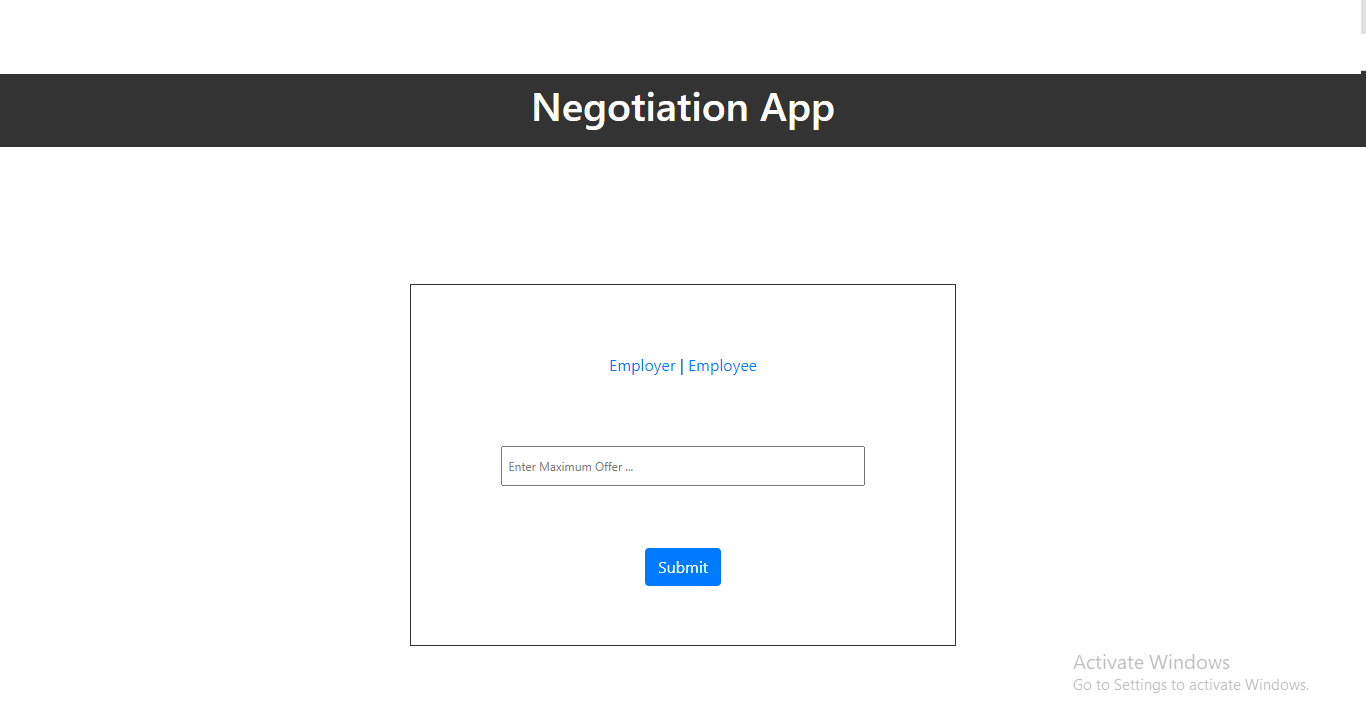 Negotiation App
Employer | Employee
Enter Maximum Offer ...
Submit
Activate Windows
Go to Settings to activate Windows.